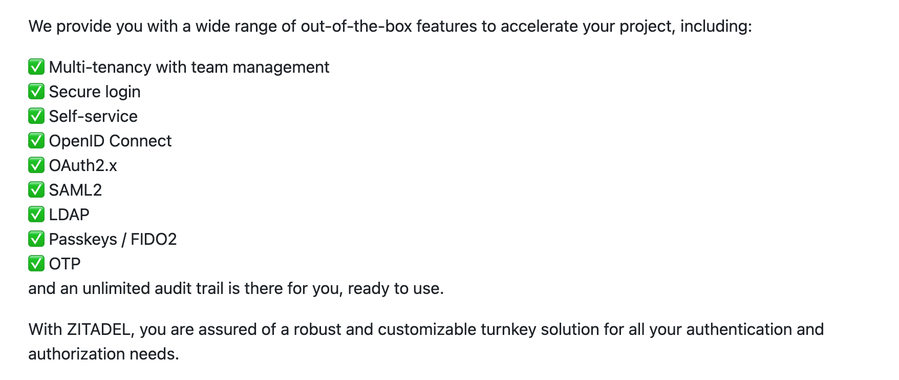 We provide you with a wide range of out-of-the-box features to accelerate your project, including:
✅ Multi-tenancy with team management
✅ Secure login
✅ Self-service
✅ OpenID Connect
✅ OAuth2.x
✅ SAML2
✅ LDAP
✅ Passkeys / FIDO2
✅ OTP
and an unlimited audit trail is there for you, ready to use.
With ZITADEL, you are assured of a robust and customizable turnkey solution for all your authentication and
authorization needs.